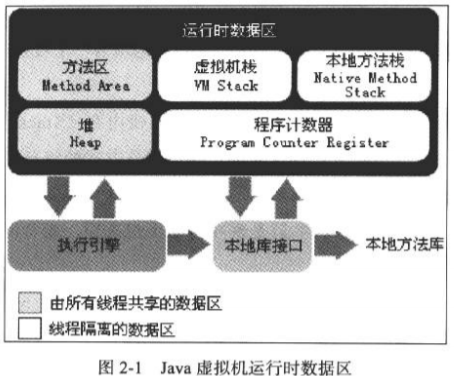 运行时数据区
方法区
Method Area
虚拟机栈
VM Stack
本地方法栈
Native Method
Stack
堆
Heap
程序计数器
Program Counter Register
执行引擎
本地库接口
本地方法库
由所有线程共享的数据区
线程隔离的数据区
图 2-1 Java 虚拟机运行时数据区